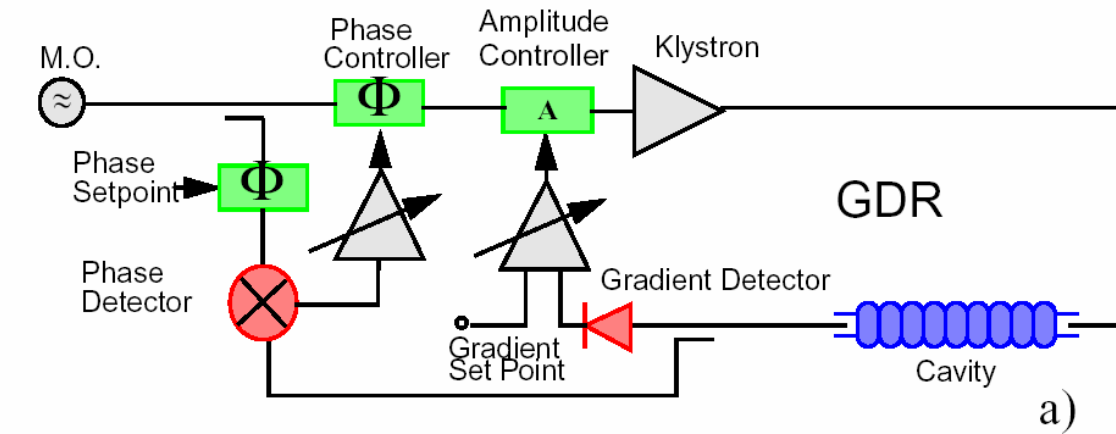 M.O.
Phase
Controller
Amplitude
Controller
Klystron
Φ
A
Phase
Setpoint
Φ
GDR
Phase
Detector
Gradient Detector
Gradient
Set Point
Cavity
a)